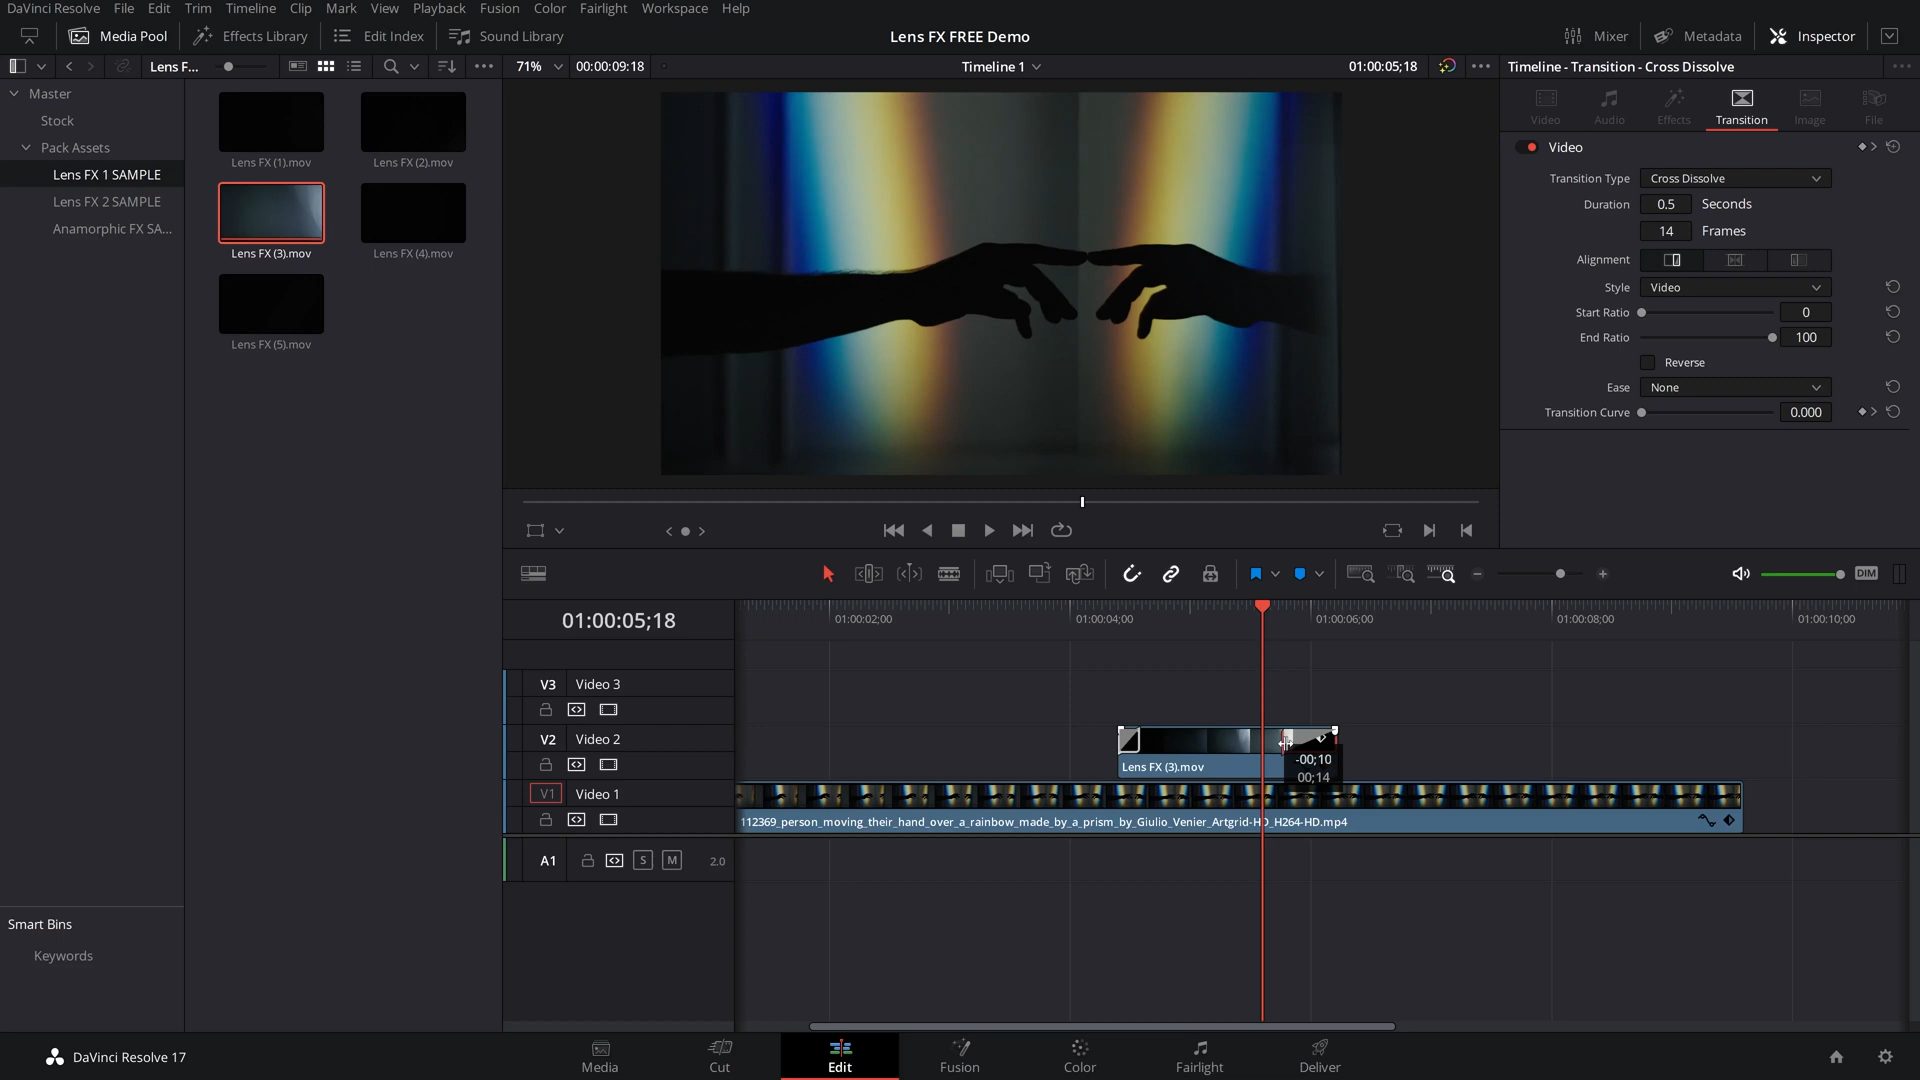 DaVinci Resolve File Edit Trim Timeline Clip Mark View Playback Fusion Color Fairlight Workspace Help
Media Pool Effects Library Edit Index Sound Library Lens FX FREE Demo Mixer Metadata Inspector
Lens F... 71% 00:00:09:18 Timeline 1 01:00:05;18 Timeline - Transition - Cross Dissolve
Master
Stock
Pack Assets
Lens FX 1 SAMPLE
Lens FX 2 SAMPLE
Anamorphic FX SA...
Lens FX (1).mov Lens FX (2).mov
Lens FX (3).mov Lens FX (4).mov
Lens FX (5).mov
Video Audio Effects Transition Image File
Video
Transition Type Cross Dissolve
Duration 0.5 Seconds
14 Frames
Alignment
Style Video
Start Ratio 0
End Ratio 100
Reverse
Ease None
Transition Curve 0.000
DIM
01:00:05;18 01:00:02;00 01:00:04;00 01:00:06;00 01:00:08;00 01:00:10;00
V3 Video 3
V2 Video 2
Lens FX (3).mov
-00;10
00;14
V1 Video 1
112369_person_moving_their_hand_over_a_rainbow_made_by_a_prism_by_Giulio_Venier_Artgrid-HD_H264-HD.mp4
A1 S M 2.0
Smart Bins
Keywords
DaVinci Resolve 17
Media Cut Edit Fusion Color Fairlight Deliver